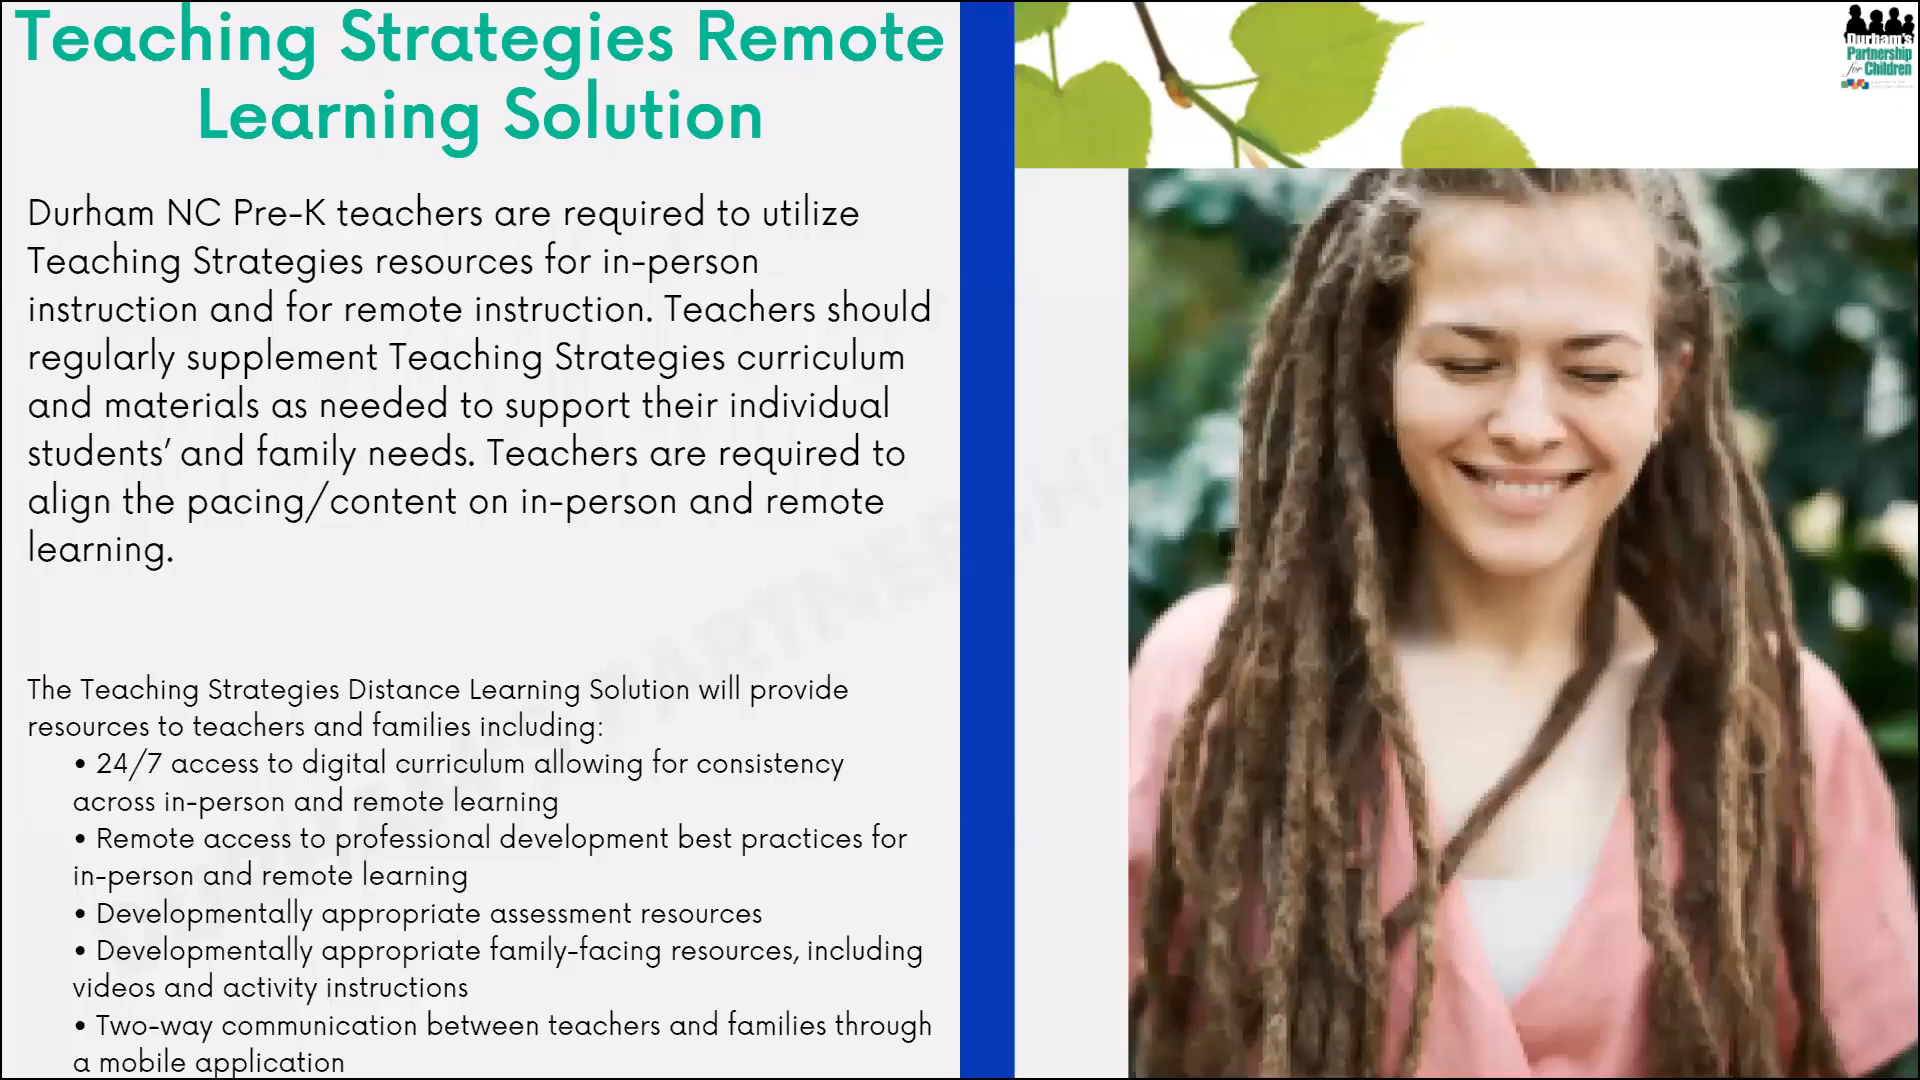 Teaching Strategies Remote
Learning Solution
Durham NC Pre-K teachers are required to utilize
Teaching Strategies resources for in-person
instruction and for remote instruction. Teachers should
regularly supplement Teaching Strategies curriculum
and materials as needed to support their individual
students’ and family needs. Teachers are required to
align the pacing/content on in-person and remote
learning.
The Teaching Strategies Distance Learning Solution will provide
resources to teachers and families including:
• 24/7 access to digital curriculum allowing for consistency
across in-person and remote learning
• Remote access to professional development best practices for
in-person and remote learning
• Developmentally appropriate assessment resources
• Developmentally appropriate family-facing resources, including
videos and activity instructions
• Two-way communication between teachers and families through
a mobile application
Durham's
Partnership
for Children